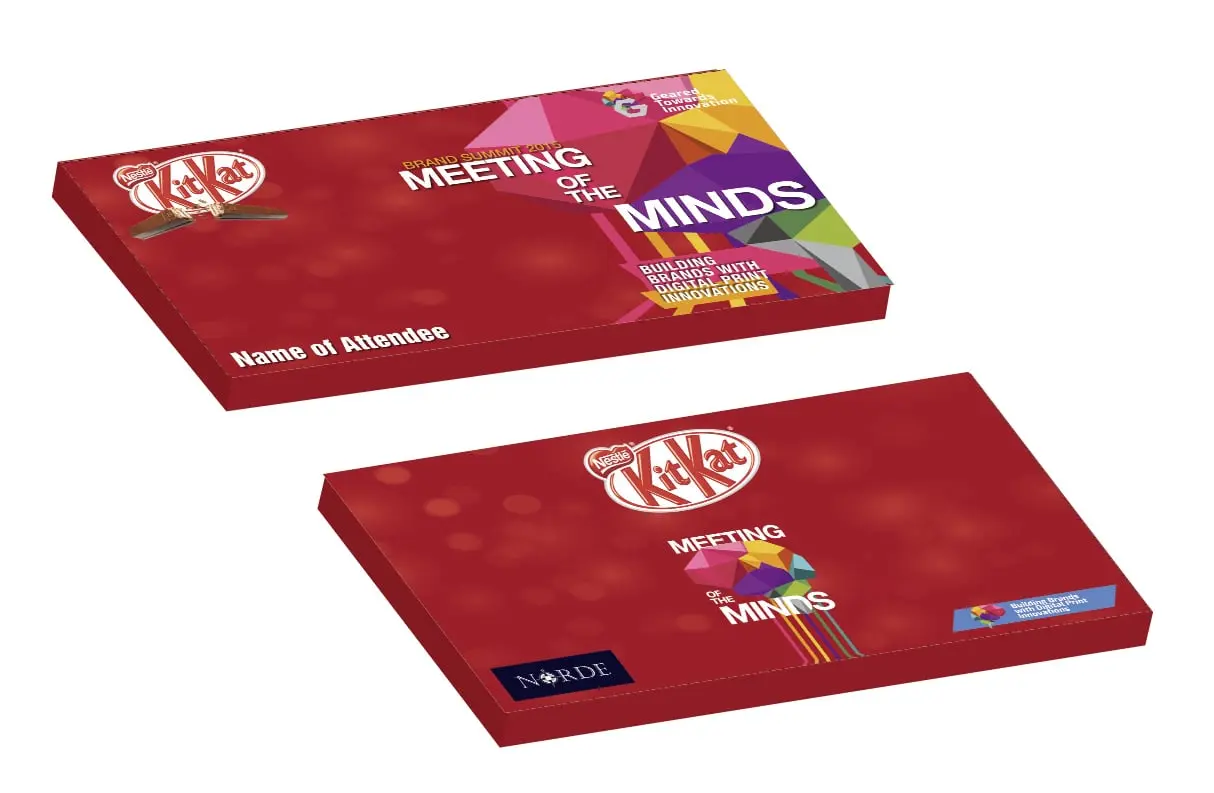 Nestlé
KitKat
BRAND SUMMIT 2015
MEETING
OF
THE
MINDS
G
Geared
Towards
Innovation
BUILDING
BRANDS WITH
DIGITAL PRINT
INNOVATIONS
Name of Attendee
Nestlé
KitKat
MEETING
OF
THE
MINDS
NORDE
Building Brands
with Digital Print
Innovations